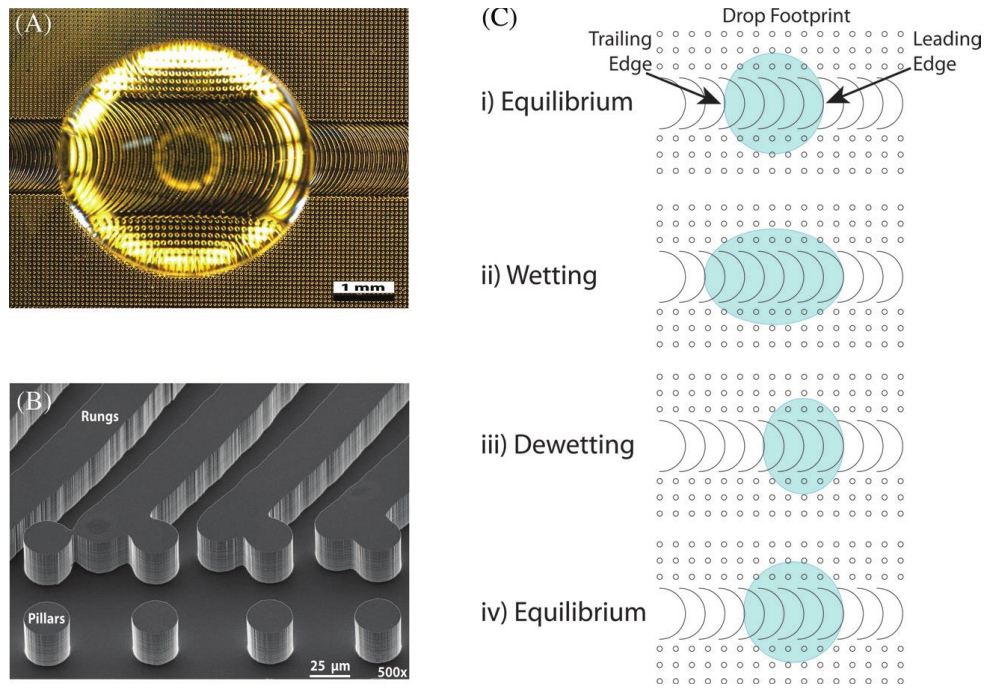 (A)
1 mm
(B)
Rungs
Pillars
25 μm
500x
(C)
Drop Footprint
Trailing
Edge
Leading
Edge
i) Equilibrium
ii) Wetting
iii) Dewetting
iv) Equilibrium